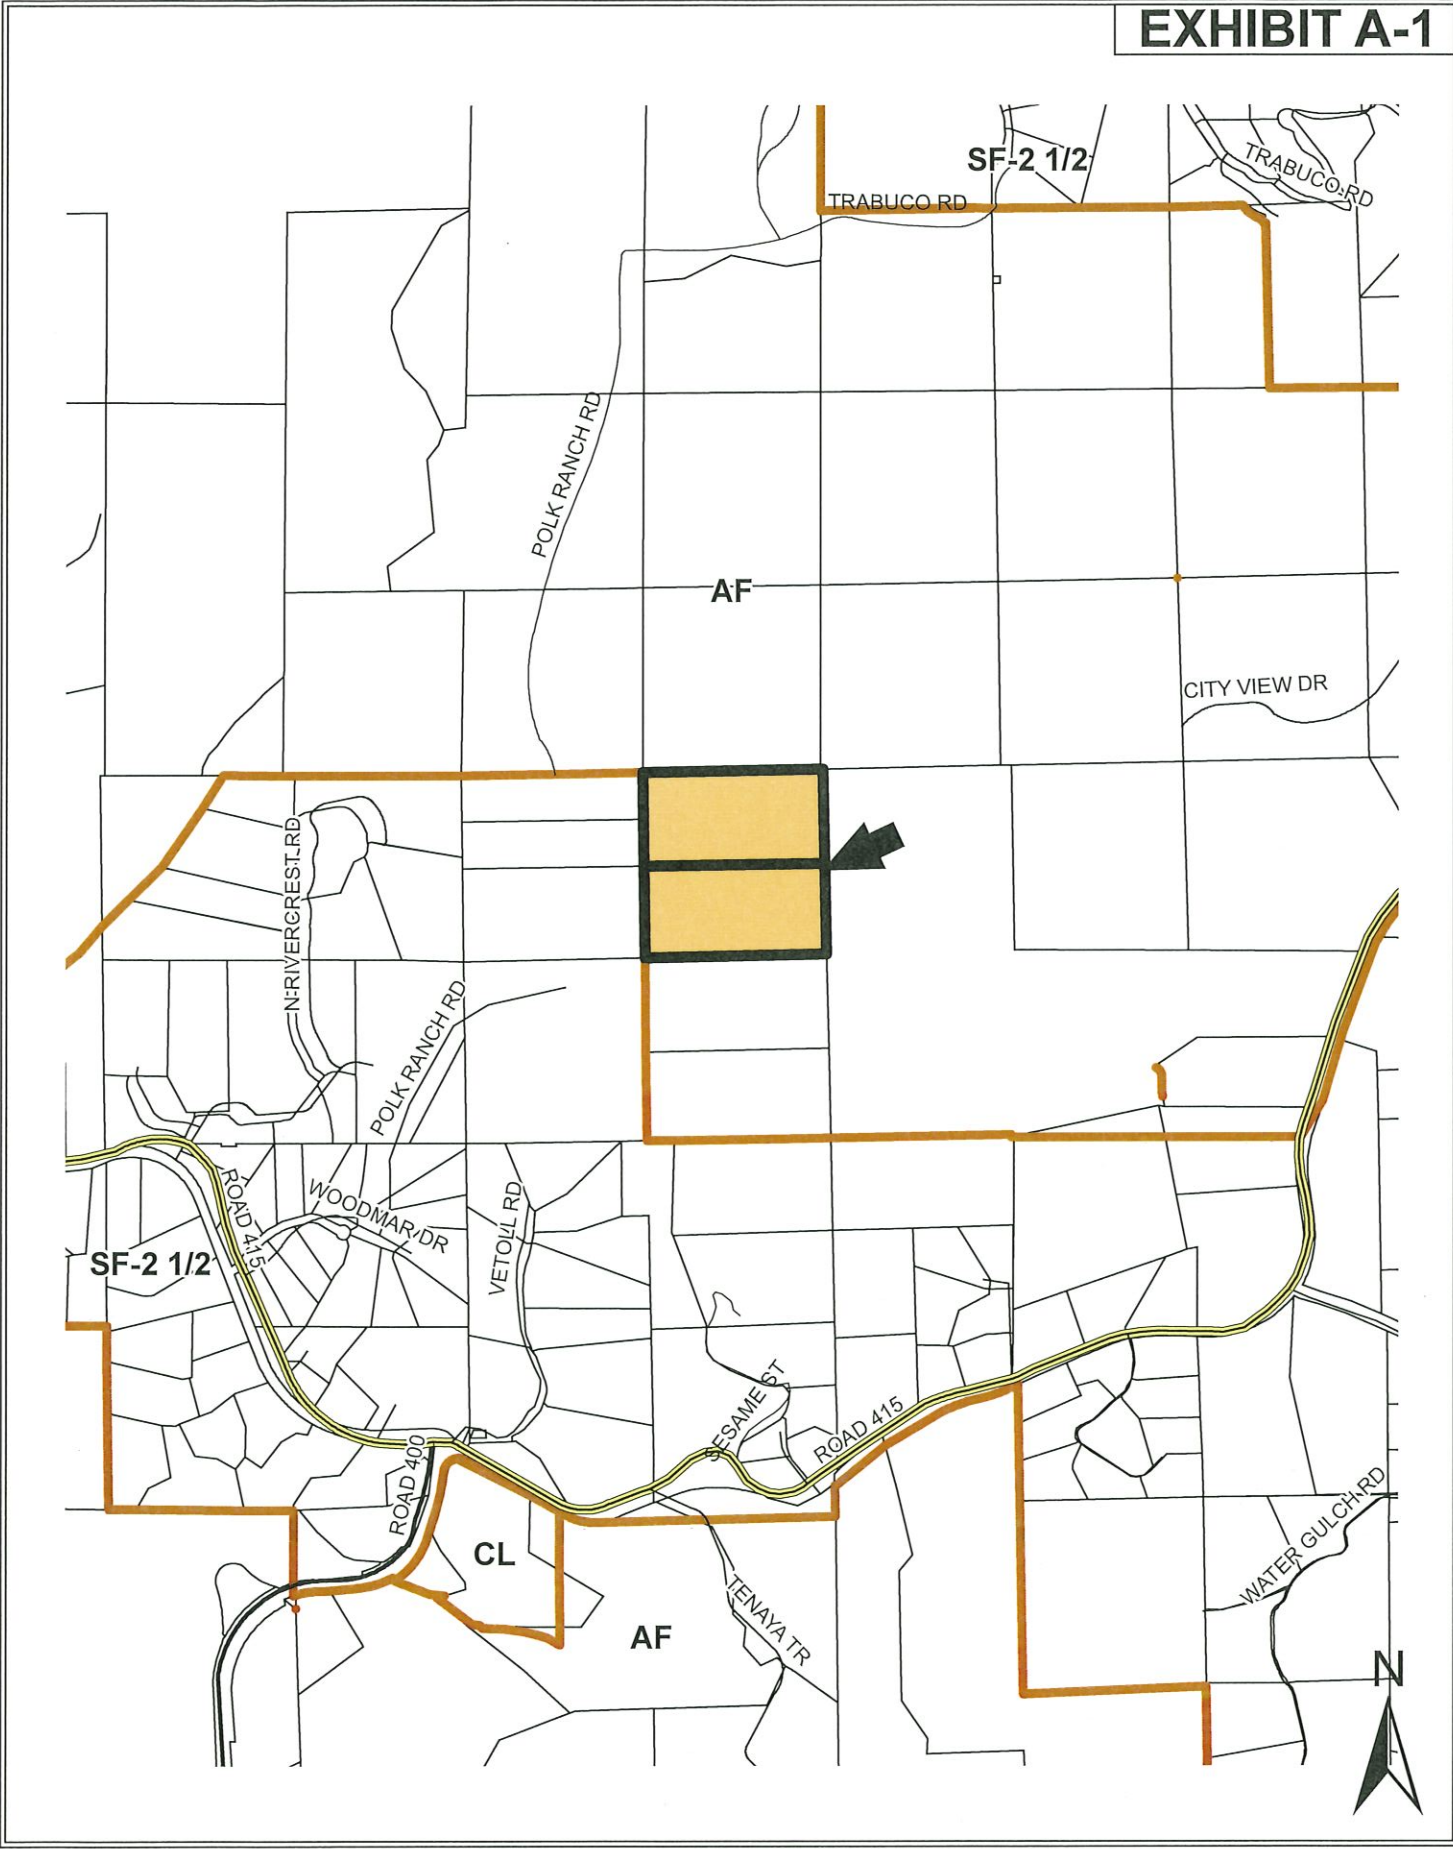 EXHIBIT A-1
SF-2 1/2
TRABUCO RD
TRABUCO RD
POLK RANCH RD
AF
CITY VIEW DR
N RIVERCREST RD
POLK RANCH RD
ROAD 415
WOODMAR DR
VETOLL RD
SF-2 1/2
SESAME ST
ROAD 415
ROAD 400
CL
WATER GULCH RD
TENAYA TR
AF
N